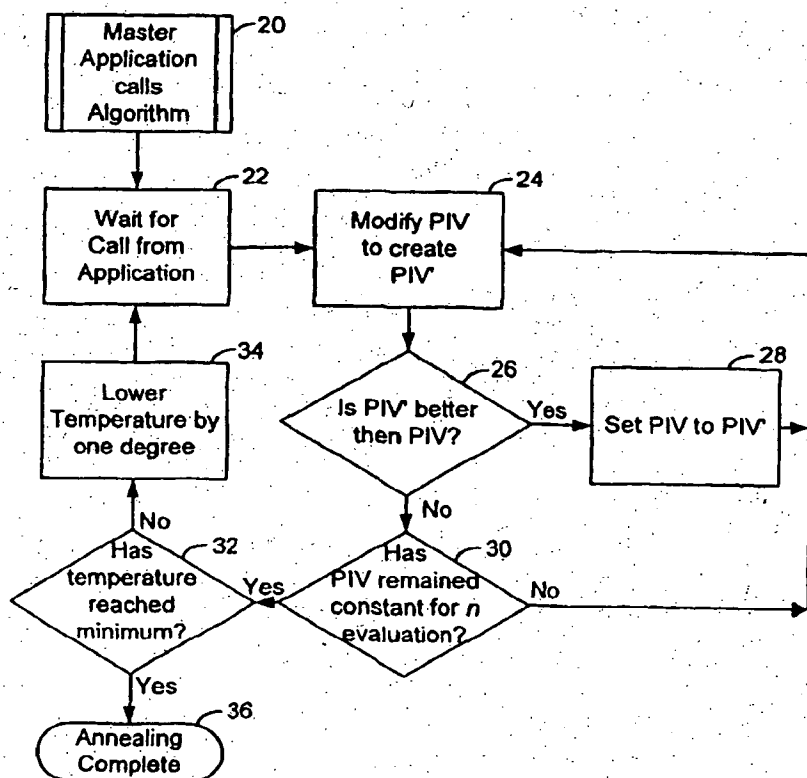 20
Master
Application
calls
Algorithm
22
Wait for
Call from
Application
24
Modify PIV
to create
PIV'
34
Lower
Temperature by
one degree
26
Is PIV' better
then PIV?
Yes
28
Set PIV to PIV'
No
No
32
Has
temperature
reached
minimum?
Yes
30
Has
PIV remained
constant for n
evaluation?
No
Yes
36
Annealing
Complete